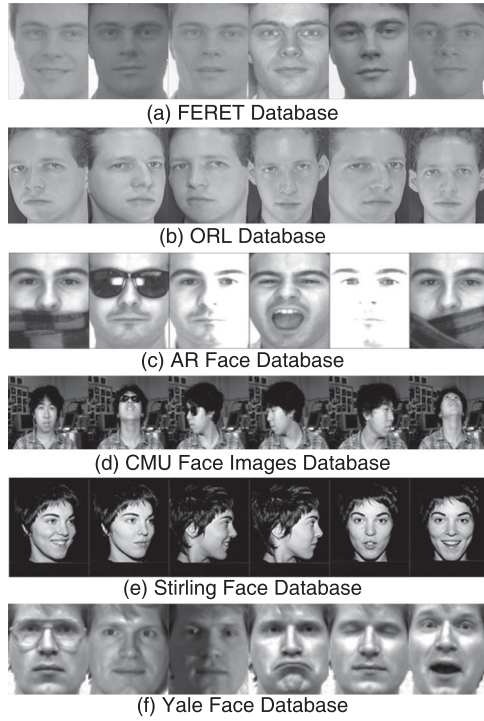 (a) FERET Database
(b) ORL Database
(c) AR Face Database
(d) CMU Face Images Database
(e) Stirling Face Database
(f) Yale Face Database